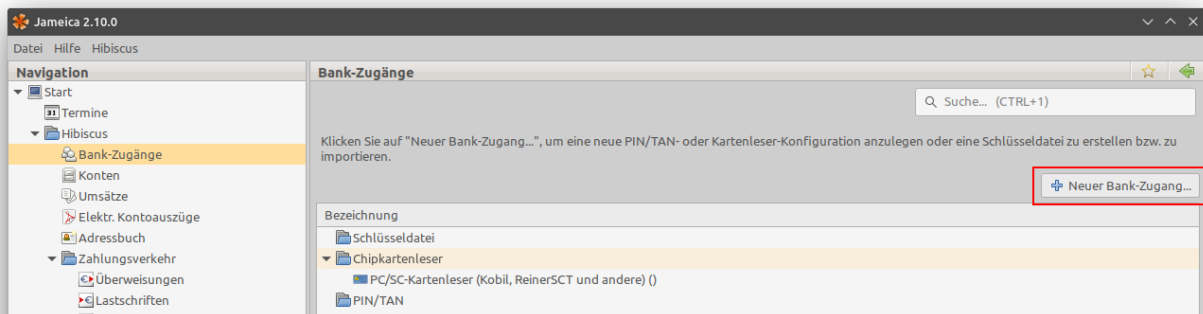 Jameica 2.10.0
Datei Hilfe Hibiscus
Navigation
Start
31 Termine
Hibiscus
Bank-Zugänge
Konten
Umsätze
Elektr. Kontoauszüge
Adressbuch
Zahlungsverkehr
Überweisungen
Lastschriften
Bank-Zugänge
Suche... (CTRL+1)
Klicken Sie auf "Neuer Bank-Zugang...", um eine neue PIN/TAN- oder Kartenleser-Konfiguration anzulegen oder eine Schlüsseldatei zu erstellen bzw. zu
importieren.
Neuer Bank-Zugang...
Bezeichnung
Schlüsseldatei
Chipkartenleser
PC/SC-Kartenleser (Kobil, ReinerSCT und andere) ()
PIN/TAN